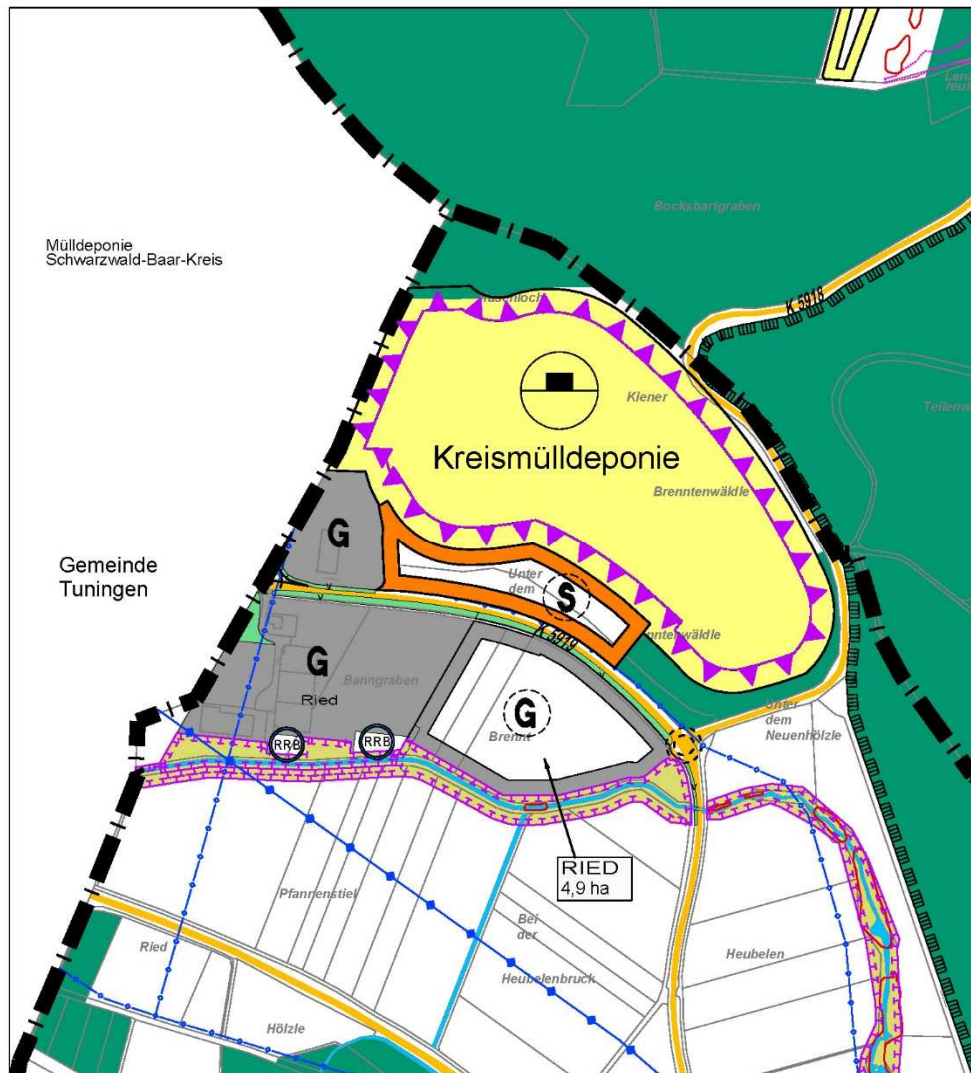 Bocksbartgraben
Mülldeponie
Schwarzwald-Baar-Kreis
K 5918
Kiener
Kreismülldeponie
Brenntenwäldle
G
Gemeinde
Tuningen
Unter
dem
S
K 5919
G
Banngraben
Ried
G
Brennt
Unter
dem
Neuenhölzle
RRB
RRB
RIED
4,9 ha
Pfannenstiel
Bei
der
Heubelenbruck
Heubelen
Ried
Hölzle